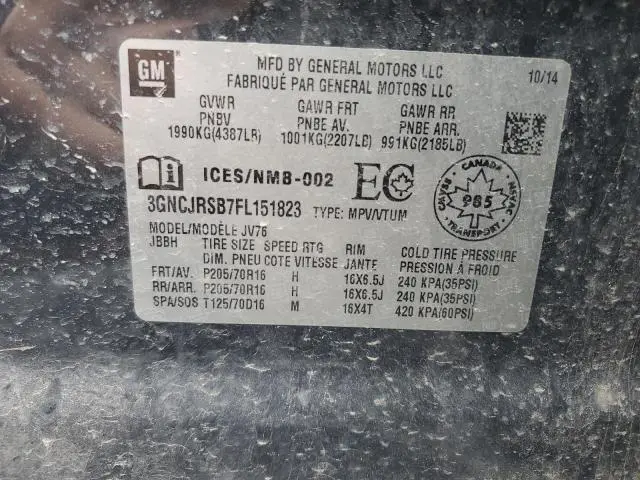 GM
MFD BY GENERAL MOTORS LLC 10/14
FABRIQUÉ PAR GENERAL MOTORS LLC
GVWR GAWR FRT GAWR RR
PNBV PNBE AV. PNBE ARR.
1990KG(4387LB) 1001KG(2207LB) 991KG(2185LB)
i ICES/NMB-002 EC
CANADA
CMVSS 985 NSVAC
TRANSPORT
3GNCJRSB7FL151823 TYPE: MPV/VTUM
MODEL/MODÈLE JV76
JBBH TIRE SIZE SPEED RTG RIM COLD TIRE PRESSURE
DIM. PNEU COTE VITESSE JANTE PRESSION À FROID
FRT/AV. P205/70R16 H 16X6.5J 240 KPA(35PSI)
RR/ARR. P205/70R16 H 16X6.5J 240 KPA(35PSI)
SPA/SOS T125/70D16 M 16X4T 420 KPA(60PSI)